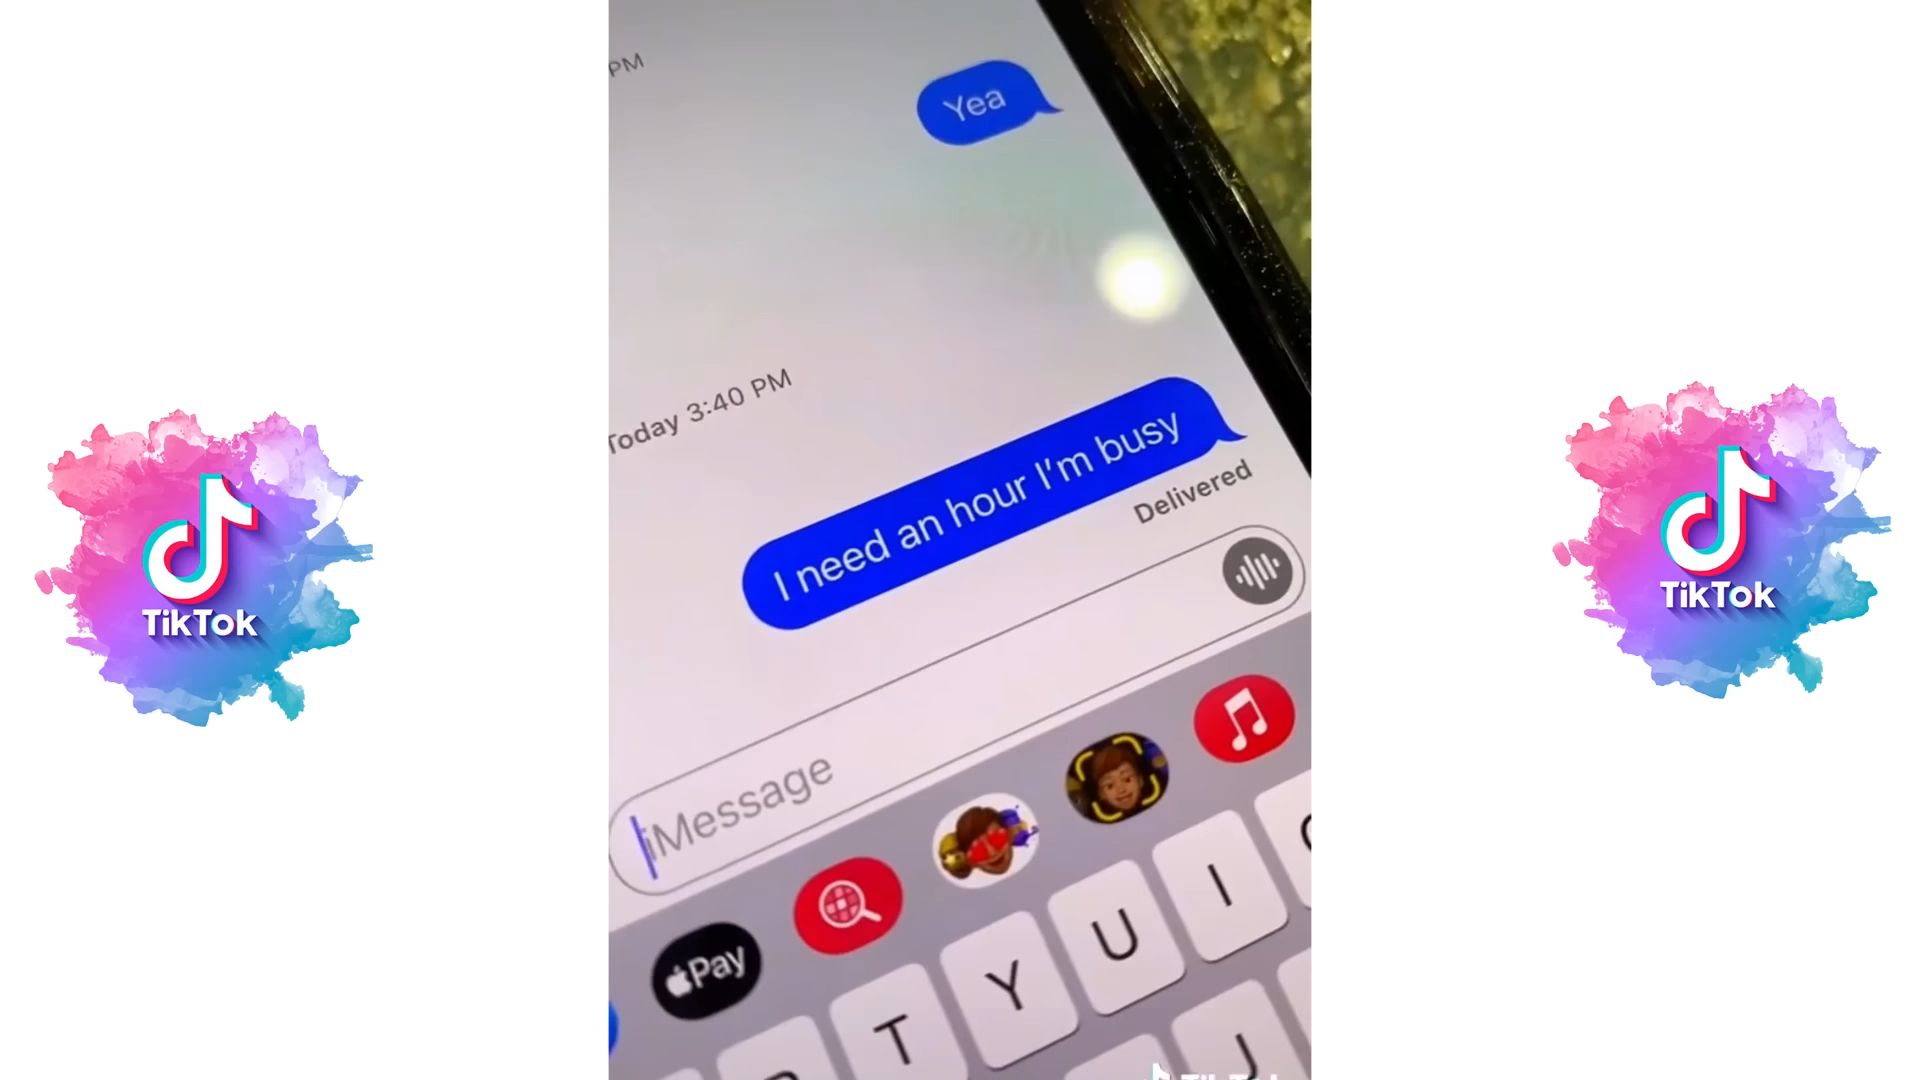 PM
Yea
Today 3:40 PM
I need an hour I'm busy
Delivered
iMessage
Pay
T Y U I
J
TikTok
TikTok